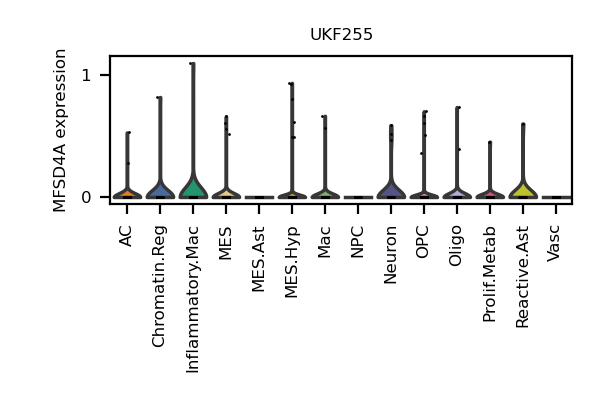 UKF255
MFSD4A expression
1
0
AC
Chromatin.Reg
Inflammatory.Mac
MES
MES.Ast
MES.Hyp
Mac
NPC
Neuron
OPC
Oligo
Prolif.Metab
Reactive.Ast
Vasc